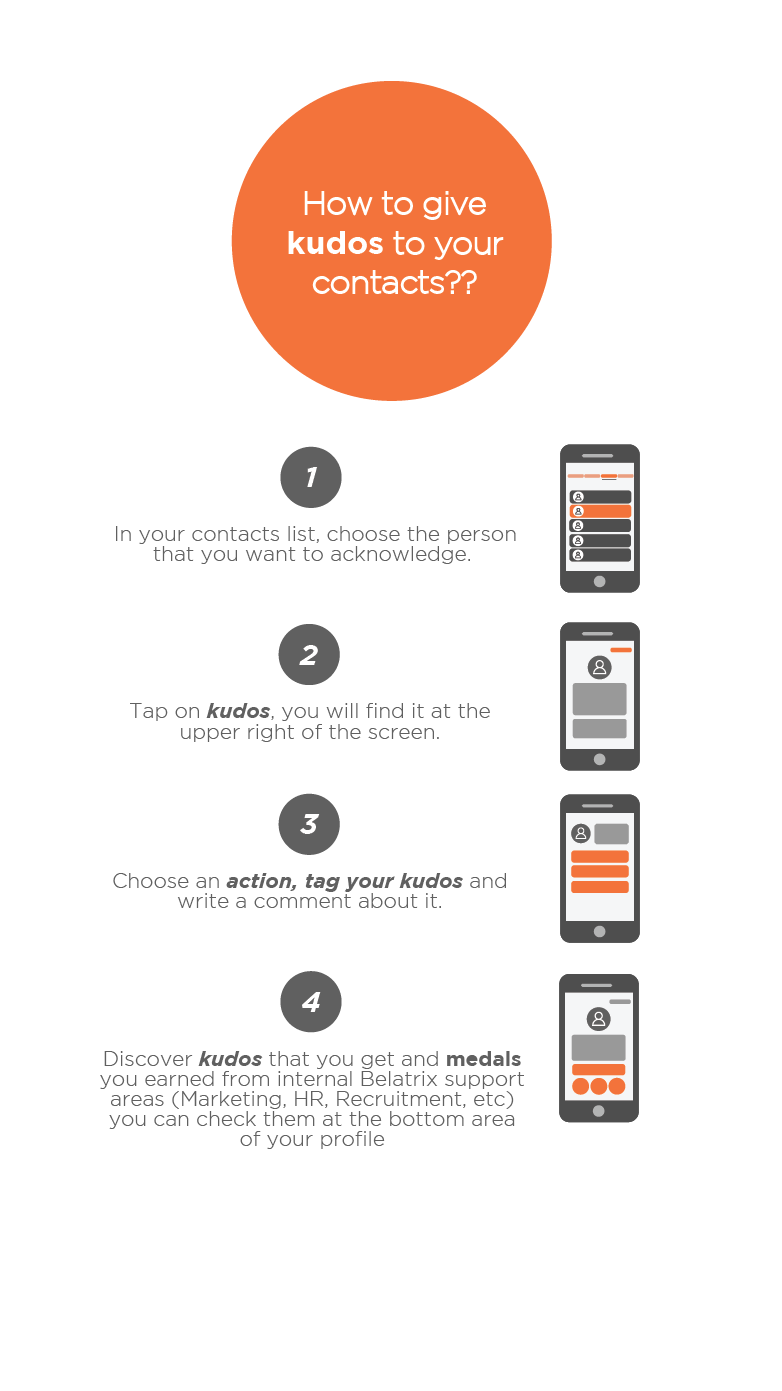 How to give
kudos to your
contacts??
1
In your contacts list, choose the person
that you want to acknowledge.
2
Tap on kudos, you will find it at the
upper right of the screen.
3
Choose an action, tag your kudos and
write a comment about it.
4
Discover kudos that you get and medals
you earned from internal Belatrix support
areas (Marketing, HR, Recruitment, etc)
you can check them at the bottom area
of your profile